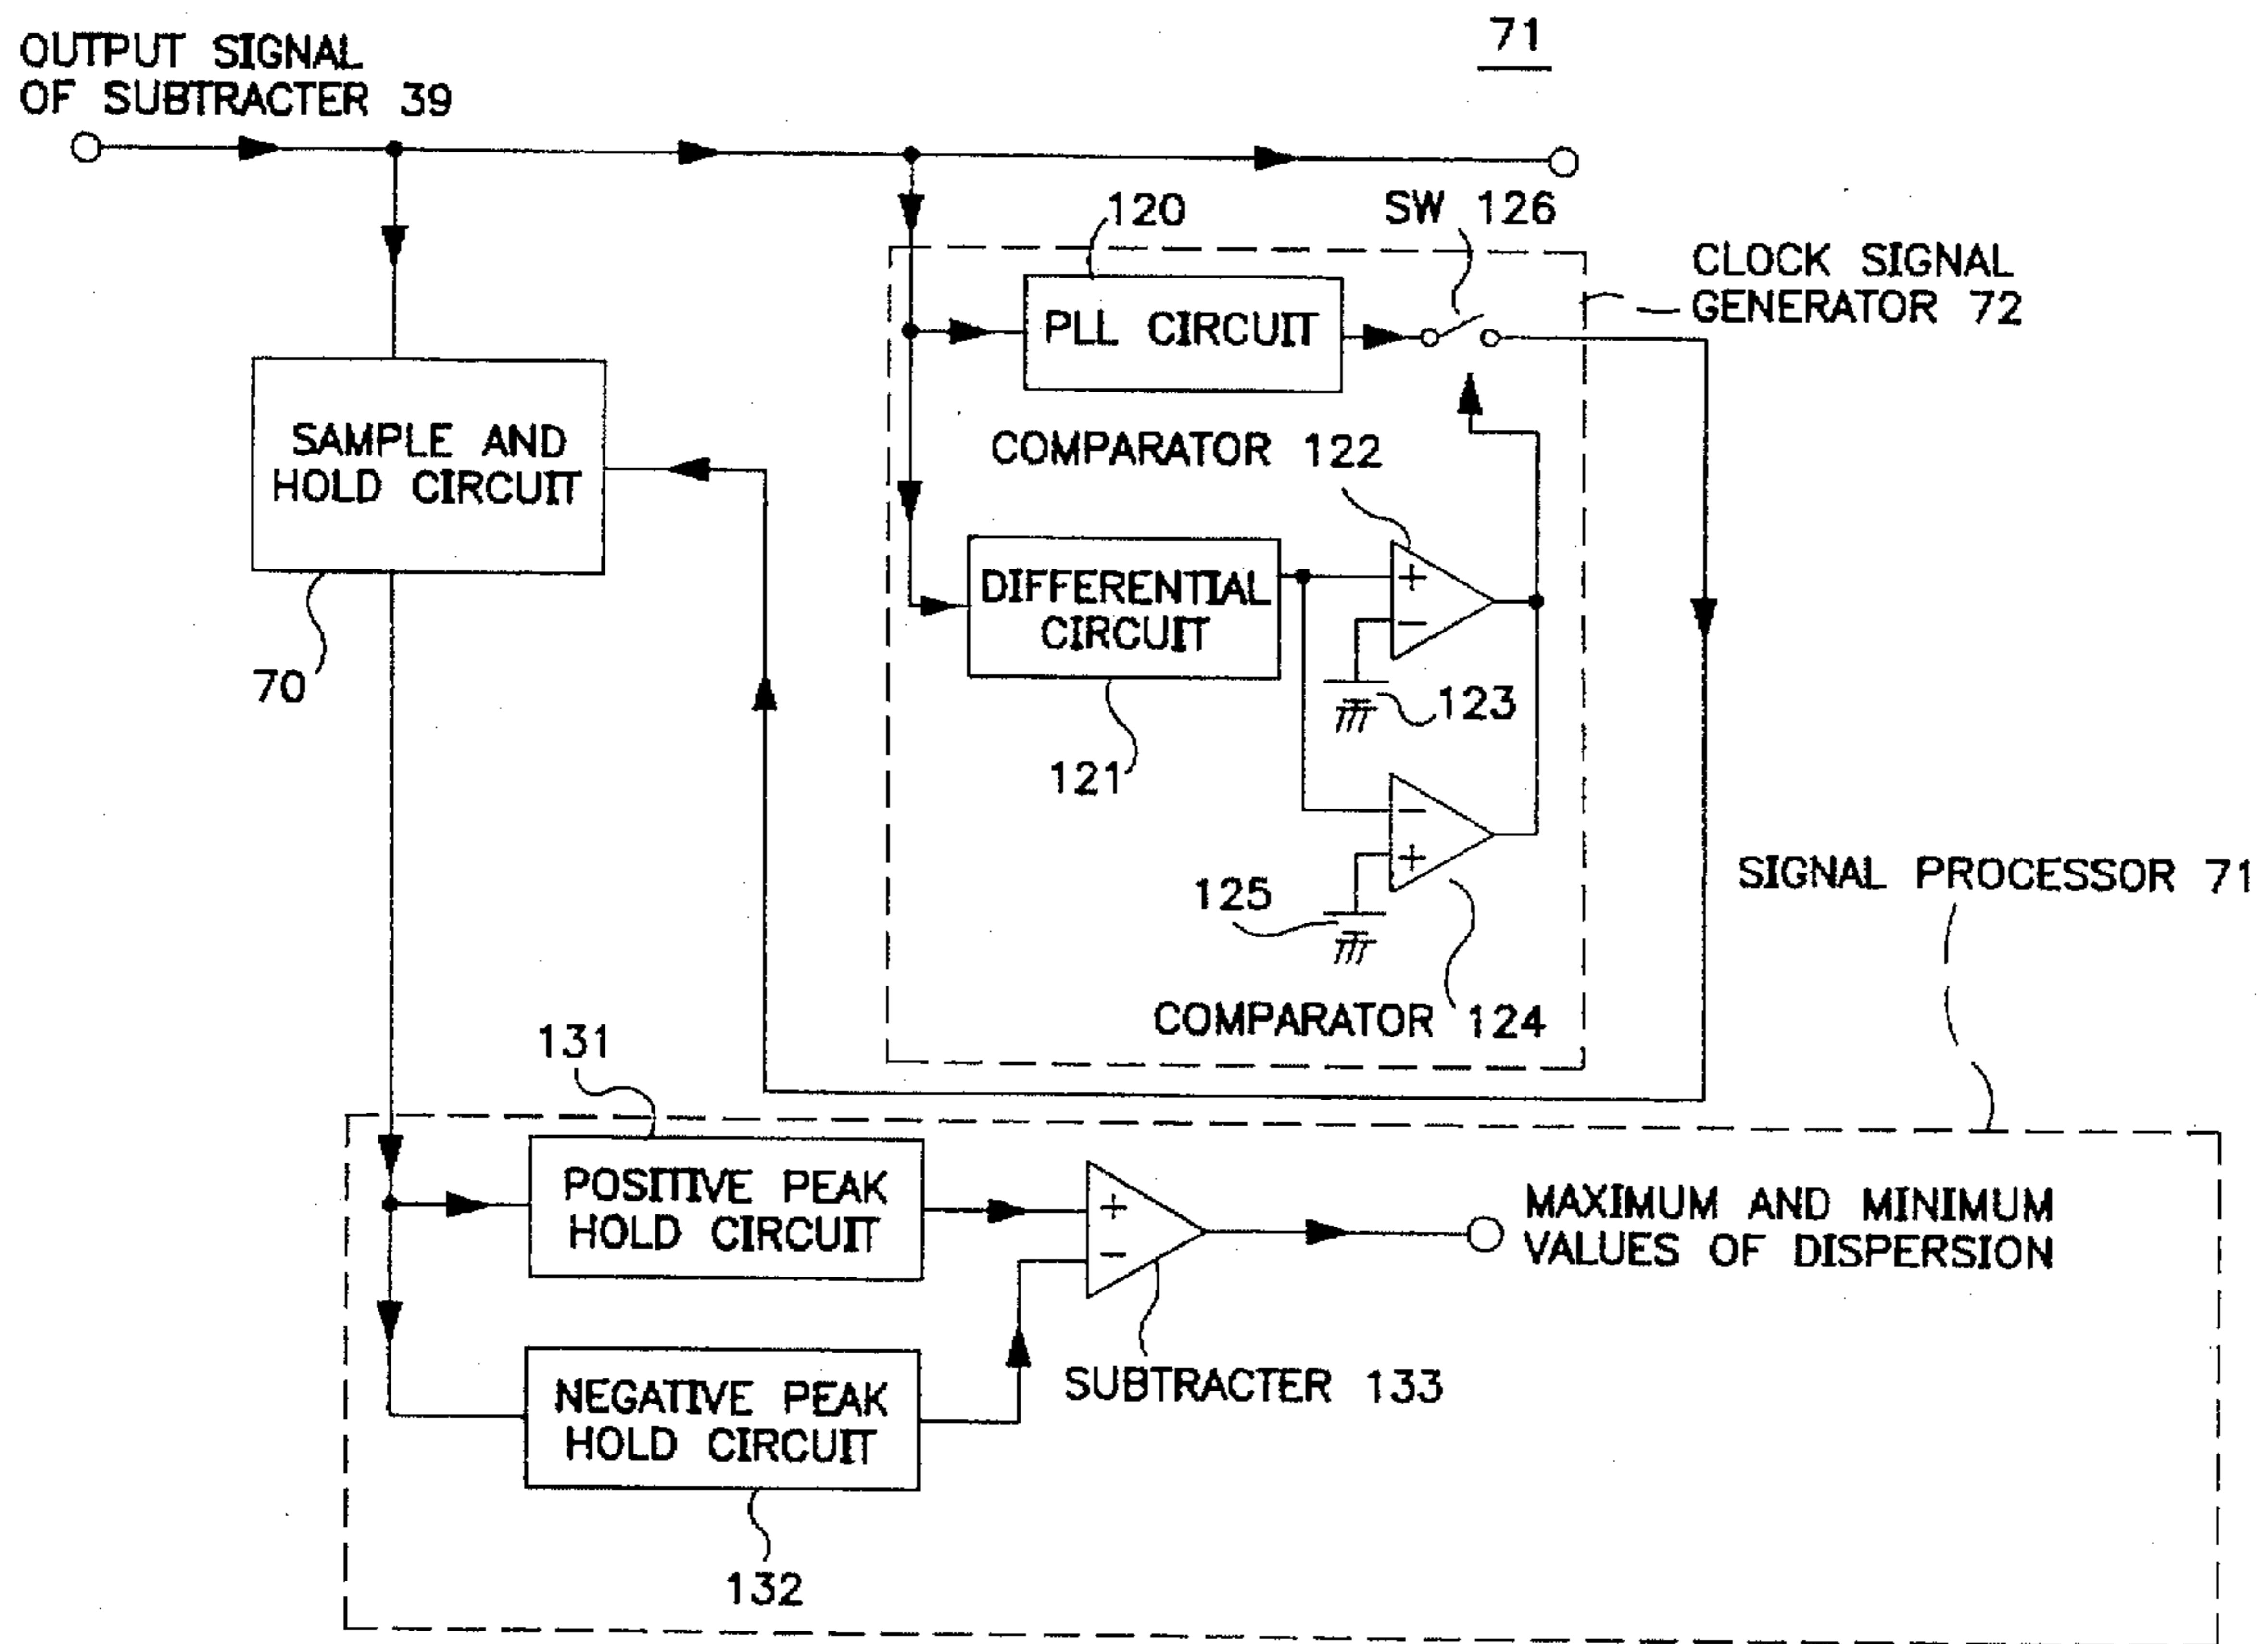 71
OUTPUT SIGNAL
OF SUBTRACTER 39
120
SW 126
CLOCK SIGNAL
GENERATOR 72
PLL CIRCUIT
SAMPLE AND
HOLD CIRCUIT
COMPARATOR 122
+
−
DIFFERENTIAL
CIRCUIT
70
123
121
−
+
125
SIGNAL PROCESSOR 71
COMPARATOR 124
131
POSITIVE PEAK
HOLD CIRCUIT
+
−
MAXIMUM AND MINIMUM
VALUES OF DISPERSION
SUBTRACTER 133
NEGATIVE PEAK
HOLD CIRCUIT
132